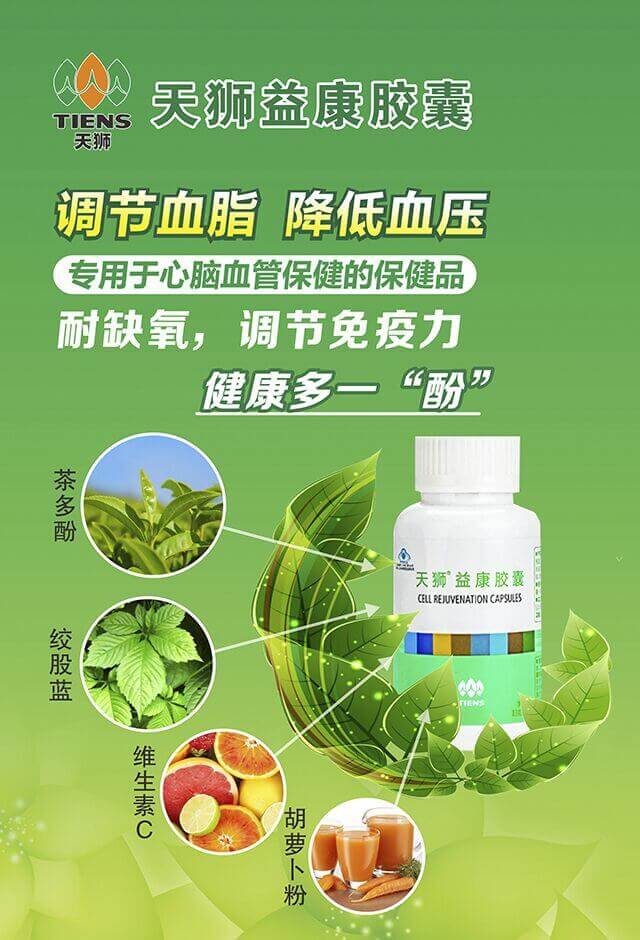 TIENS
天狮
天狮益康胶囊
调节血脂 降低血压
专用于心脑血管保健的保健品
耐缺氧，调节免疫力
健康多一“酚”
茶多酚
绞股蓝
维生素C
胡萝卜粉
天狮®益康胶囊
CELL REJUVENATION CAPSULES
TIENS